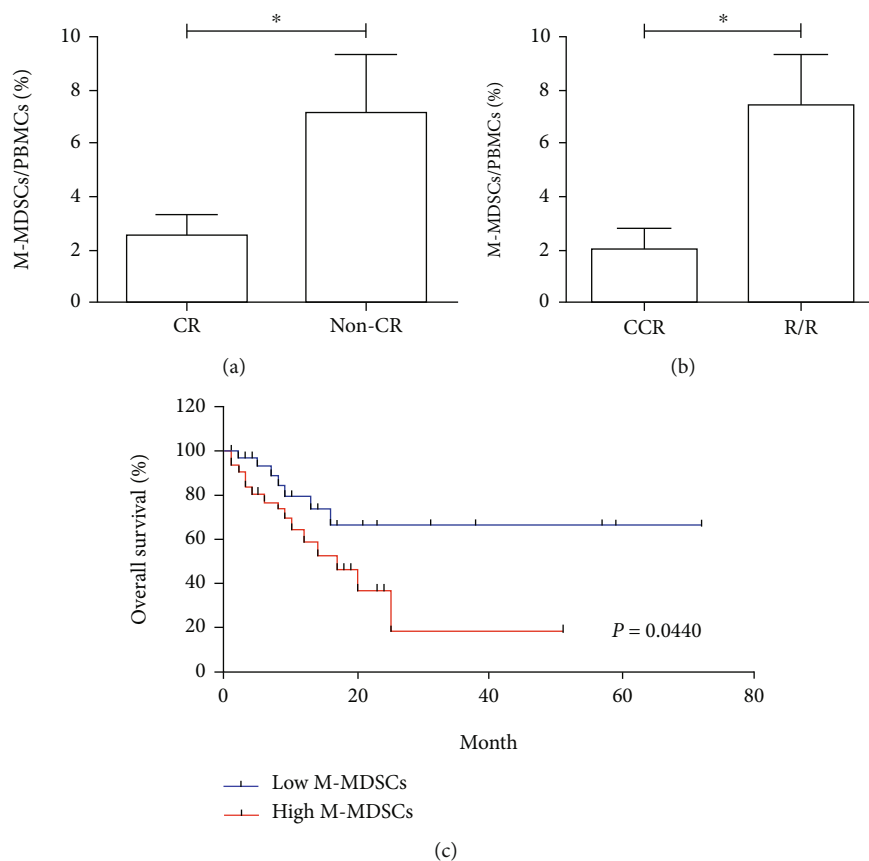 *
10
8
6
4
2
0
M-MDSCs/PBMCs (%)
CR
Non-CR
(a)
*
10
8
6
4
2
0
M-MDSCs/PBMCs (%)
CCR
R/R
(b)
120
100
80
60
40
20
0
Overall survival (%)
P = 0.0440
0
20
40
60
80
Month
Low M-MDSCs
High M-MDSCs
(c)